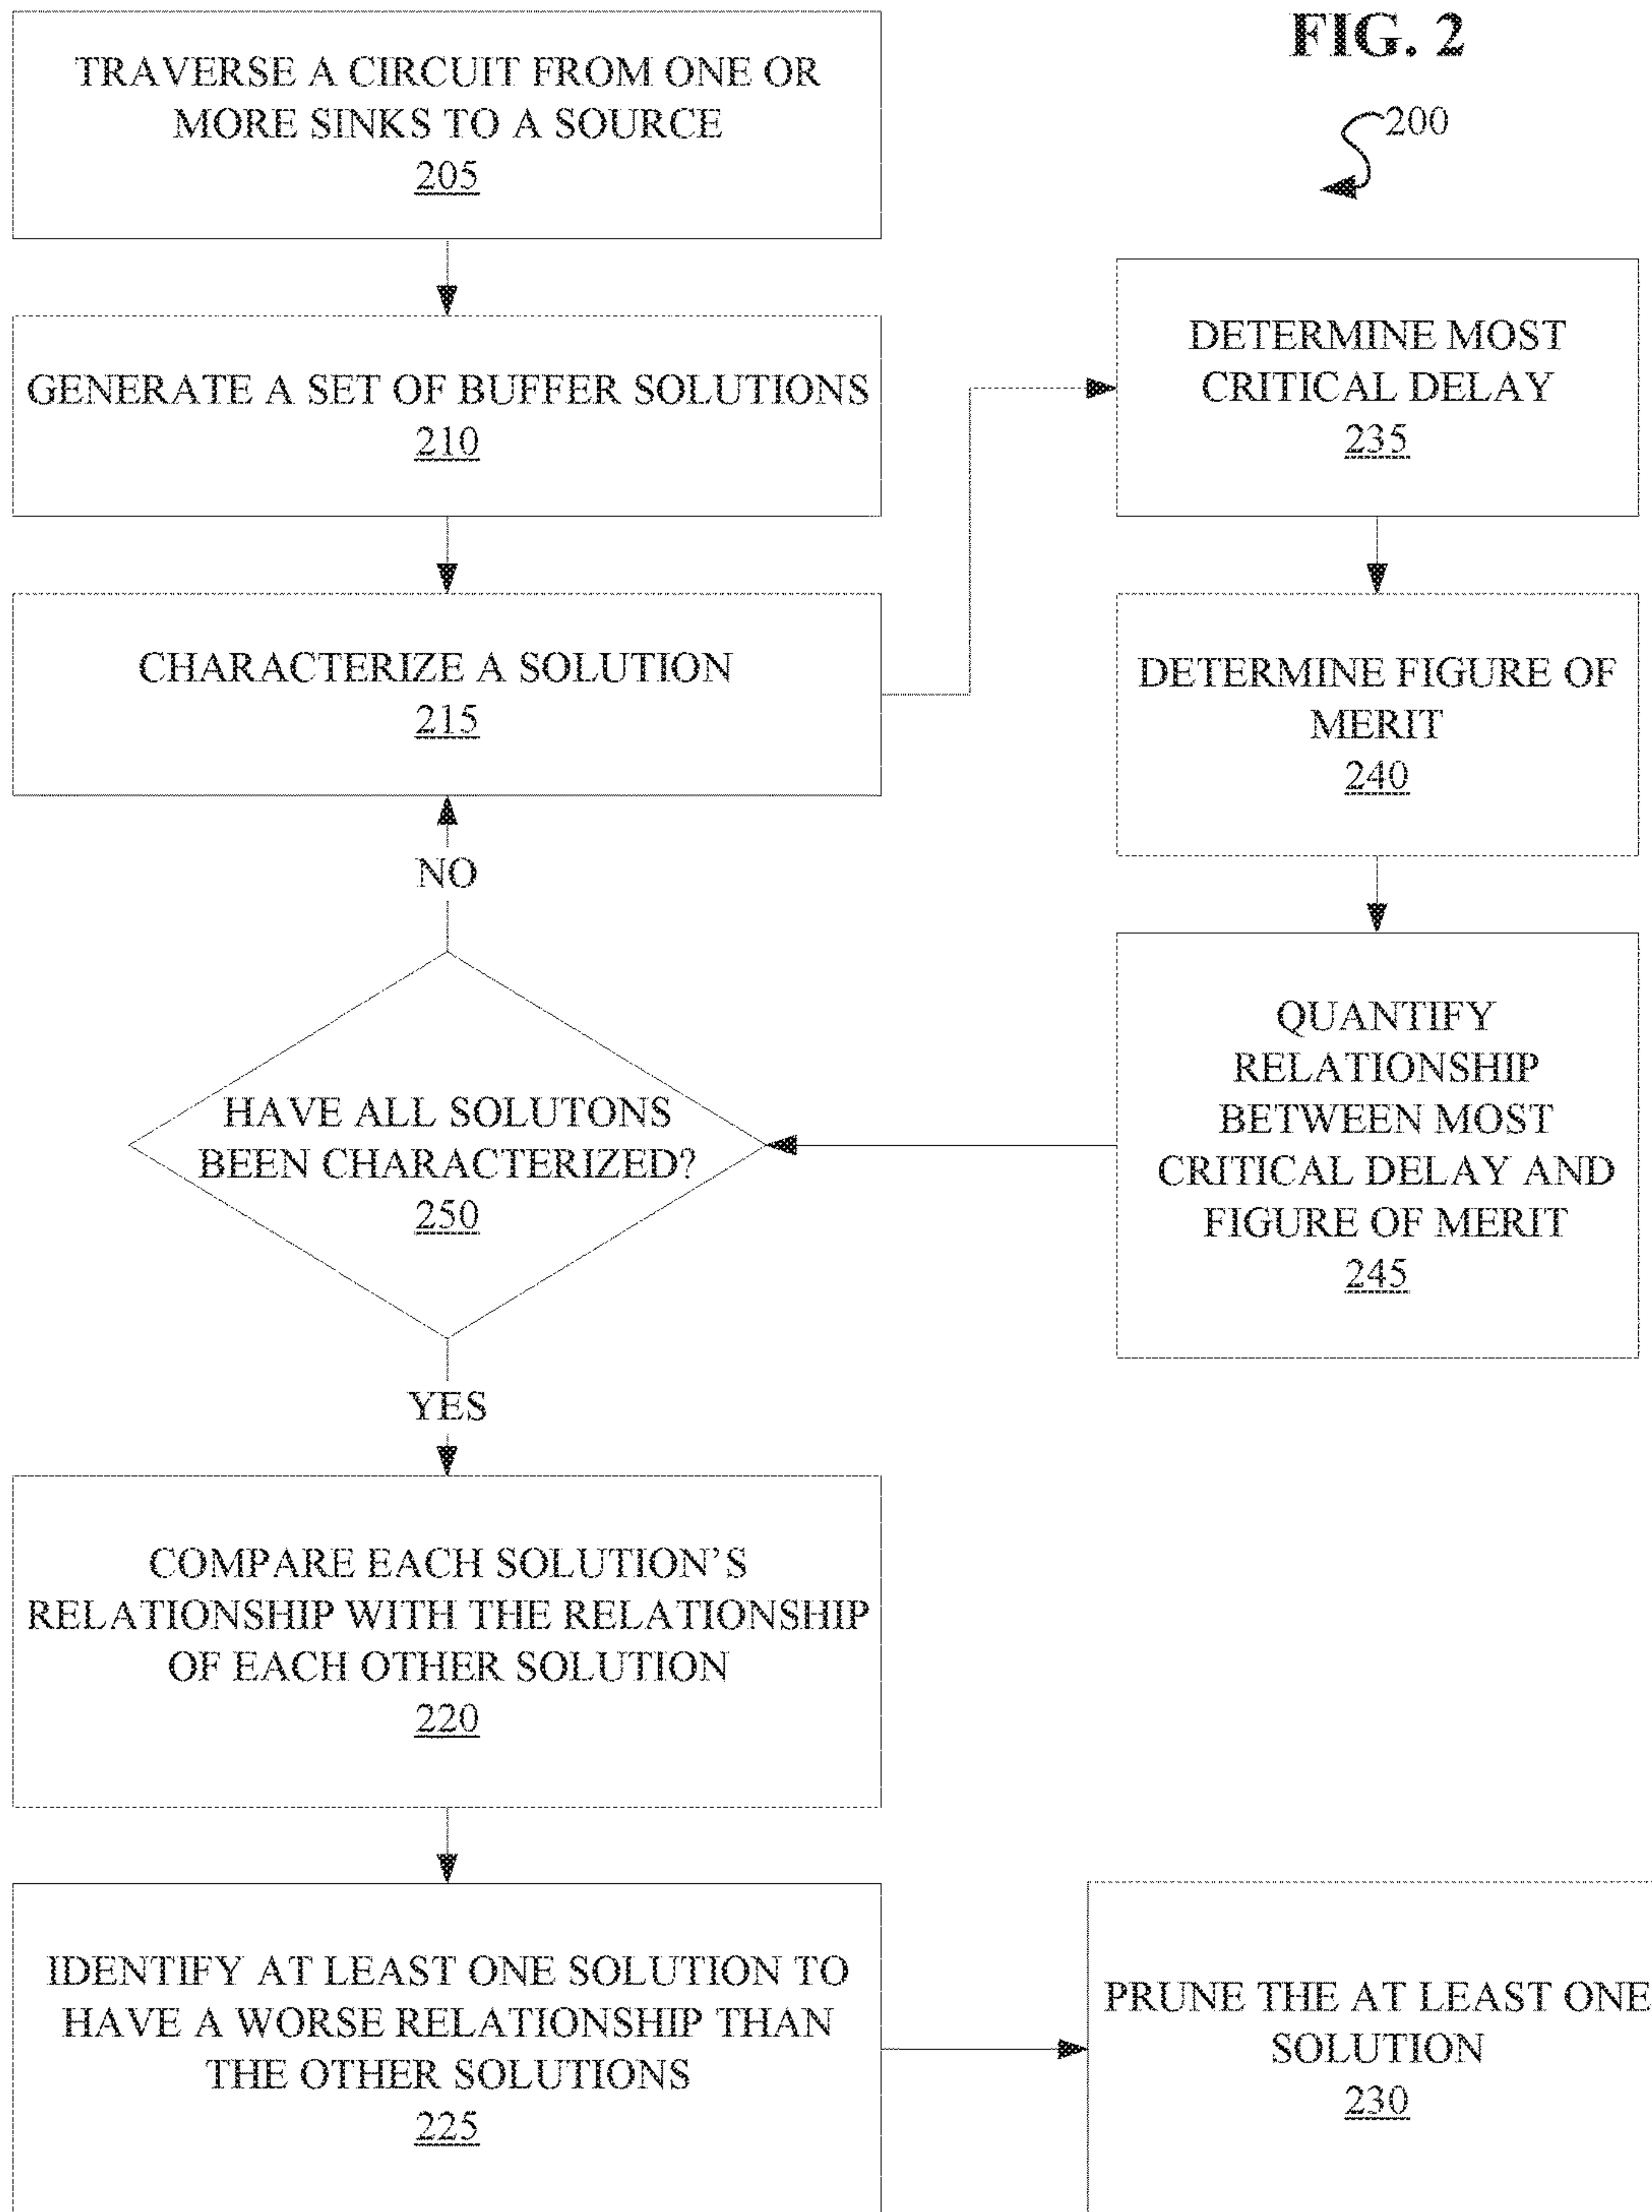 FIG. 2
200
TRAVERSE A CIRCUIT FROM ONE OR
MORE SINKS TO A SOURCE
205
GENERATE A SET OF BUFFER SOLUTIONS
210
CHARACTERIZE A SOLUTION
215
DETERMINE MOST
CRITICAL DELAY
235
DETERMINE FIGURE OF
MERIT
240
QUANTIFY
RELATIONSHIP
BETWEEN MOST
CRITICAL DELAY AND
FIGURE OF MERIT
245
NO
HAVE ALL SOLUTONS
BEEN CHARACTERIZED?
250
YES
COMPARE EACH SOLUTION'S
RELATIONSHIP WITH THE RELATIONSHIP
OF EACH OTHER SOLUTION
220
IDENTIFY AT LEAST ONE SOLUTION TO
HAVE A WORSE RELATIONSHIP THAN
THE OTHER SOLUTIONS
225
PRUNE THE AT LEAST ONE
SOLUTION
230